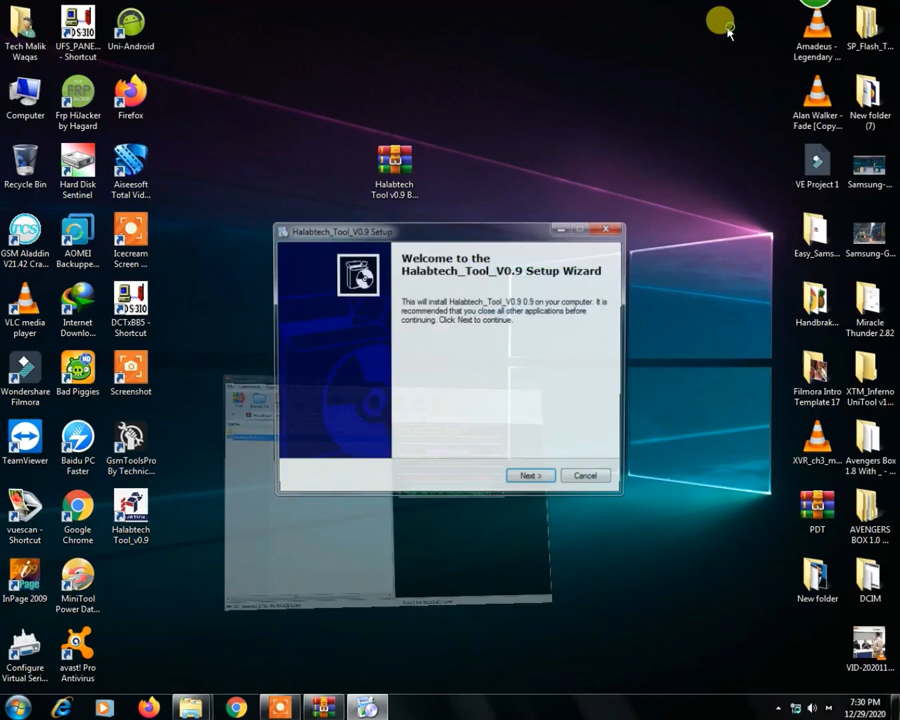 Tech Malik
Waqas
UFS_PANE...
- Shortcut
Uni-Android
Computer
Frp HiJacker
by Hagard
Firefox
Recycle Bin
Hard Disk
Sentinel
Aiseesoft
Total Vid...
GSM Aladdin
V21.42 Cra...
AOMEI
Backuppe...
Icecream
Screen ...
VLC media
player
Internet
Downlo...
DCTxBB5 -
Shortcut
Wondershare
Filmora
Bad Piggies
Screenshot
TeamViewer
Baidu PC
Faster
GsmToolsPro
By Technic...
vuescan -
Shortcut
Google
Chrome
Halabtech
Tool_v0.9
InPage 2009
MiniTool
Power Dat...
Configure
Virtual Seri...
avast! Pro
Antivirus
Halabtech
Tool v0.9 B...
Halabtech_Tool_V0.9 Setup
Welcome to the
Halabtech_Tool_V0.9 Setup Wizard
This will install Halabtech_Tool_V0.9 0.9 on your computer. It is
recommended that you close all other applications before
continuing. Click Next to continue.
Next >
Cancel
Amadeus -
Legendary ...
SP_Flash_T...
Alan Walker -
Fade [Copy...
New folder
(7)
VE Project 1
Samsung-...
Easy_Sams...
Samsung-G...
Handbrak...
Miracle
Thunder 2.82
Filmora Intro
Template 17
XTM_Inferno
UniTool v1...
XVR_ch3_m...
Avengers Box
1.8 With _ - ...
PDT
AVENGERS
BOX 1.0 ...
New folder
DCIM
VID-202011...
7:30 PM
12/29/2020